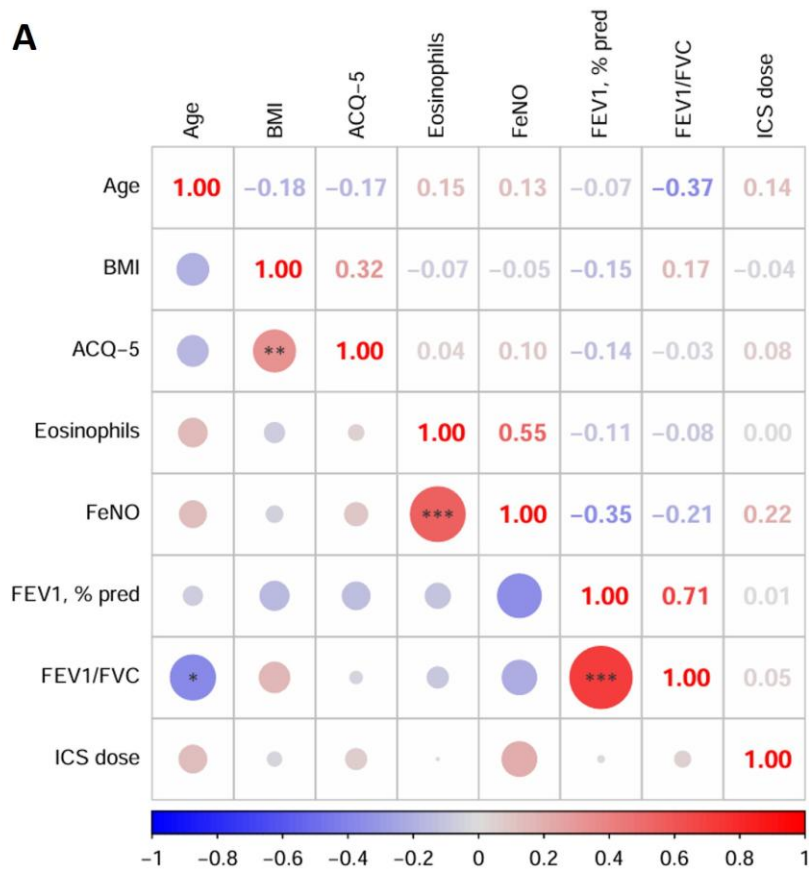 A
Age BMI ACQ−5 Eosinophils FeNO FEV1, % pred FEV1/FVC ICS dose
Age 1.00 −0.18 −0.17 0.15 0.13 −0.07 −0.37 0.14
BMI 1.00 0.32 −0.07 −0.05 −0.15 0.17 −0.04
ACQ−5 ** 1.00 0.04 0.10 −0.14 −0.03 0.08
Eosinophils 1.00 0.55 −0.11 −0.08 0.00
FeNO *** 1.00 −0.35 −0.21 0.22
FEV1, % pred 1.00 0.71 0.01
FEV1/FVC * *** 1.00 0.05
ICS dose 1.00
−1 −0.8 −0.6 −0.4 −0.2 0 0.2 0.4 0.6 0.8 1